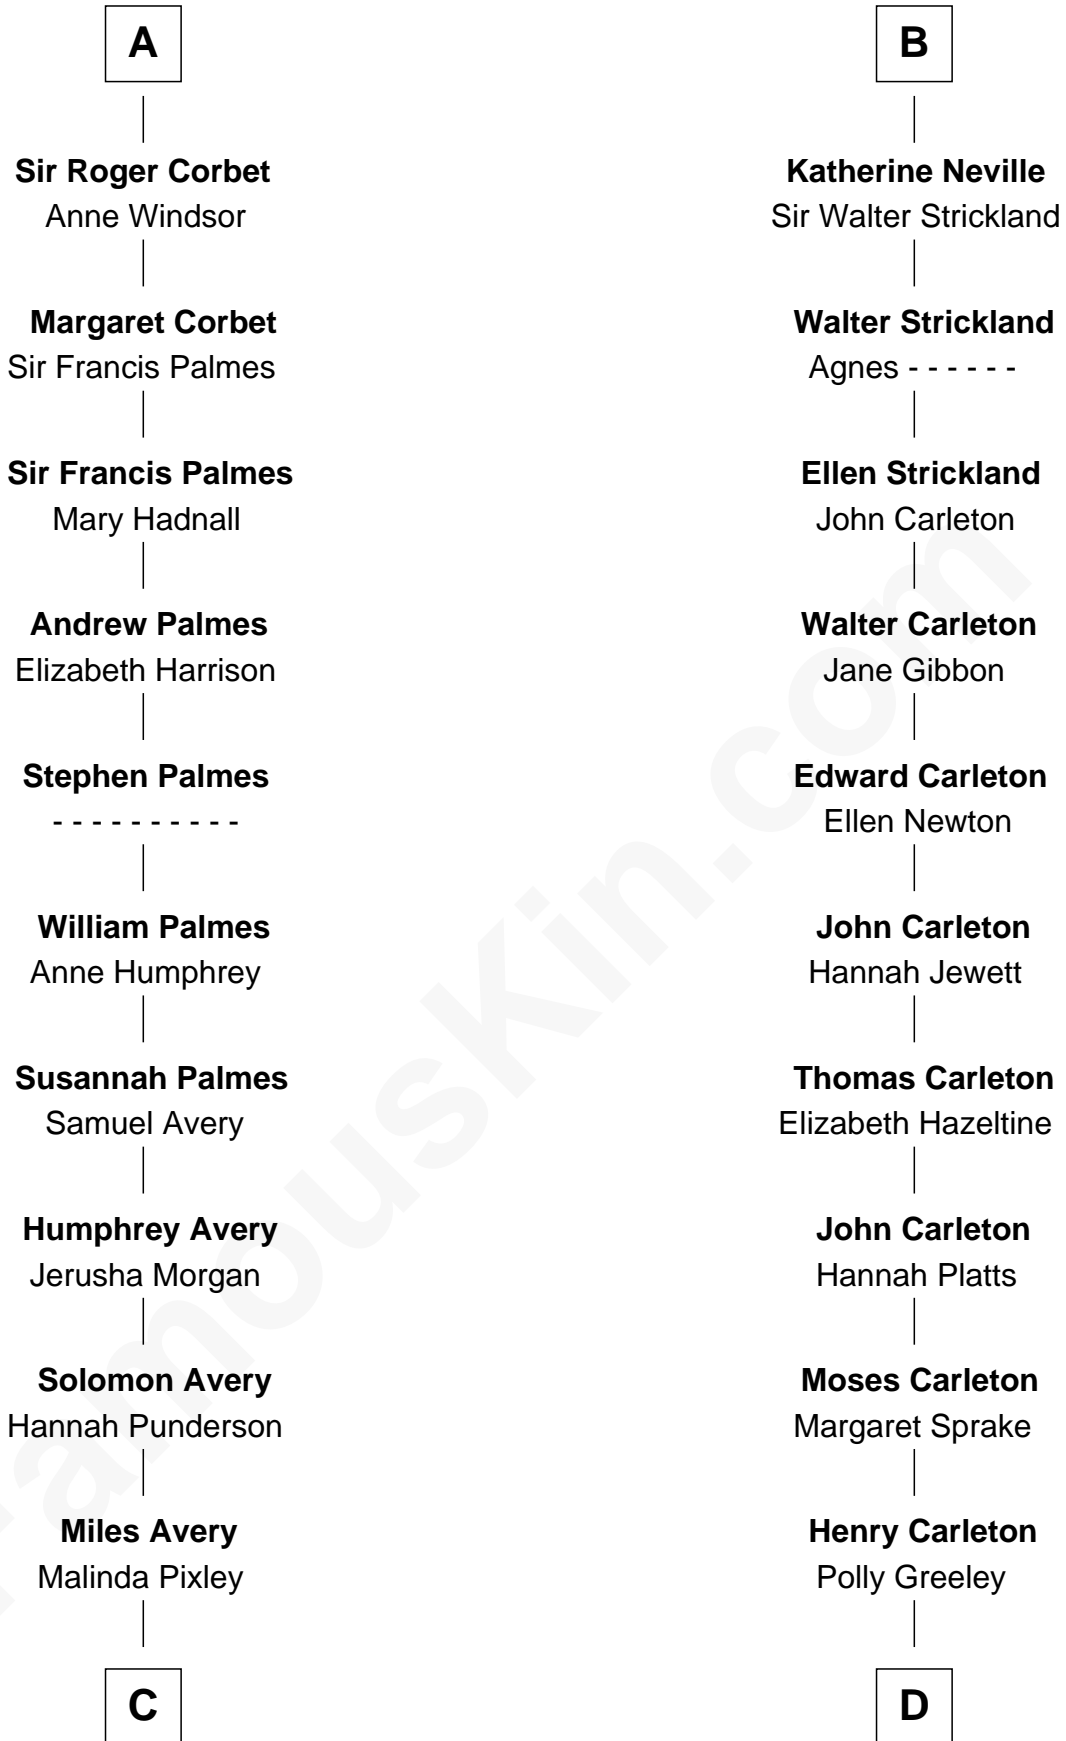 A
Sir Roger Corbet
Anne Windsor
Margaret Corbet
Sir Francis Palmes
Sir Francis Palmes
Mary Hadnall
Andrew Palmes
Elizabeth Harrison
Stephen Palmes
- - - - - - - - - -
William Palmes
Anne Humphrey
Susannah Palmes
Samuel Avery
Humphrey Avery
Jerusha Morgan
Solomon Avery
Hannah Punderson
Miles Avery
Malinda Pixley
C
B
Katherine Neville
Sir Walter Strickland
Walter Strickland
Agnes - - - - - -
Ellen Strickland
John Carleton
Walter Carleton
Jane Gibbon
Edward Carleton
Ellen Newton
John Carleton
Hannah Jewett
Thomas Carleton
Elizabeth Hazeltine
John Carleton
Hannah Platts
Moses Carleton
Margaret Sprake
Henry Carleton
Polly Greeley
D
FamousKin.com